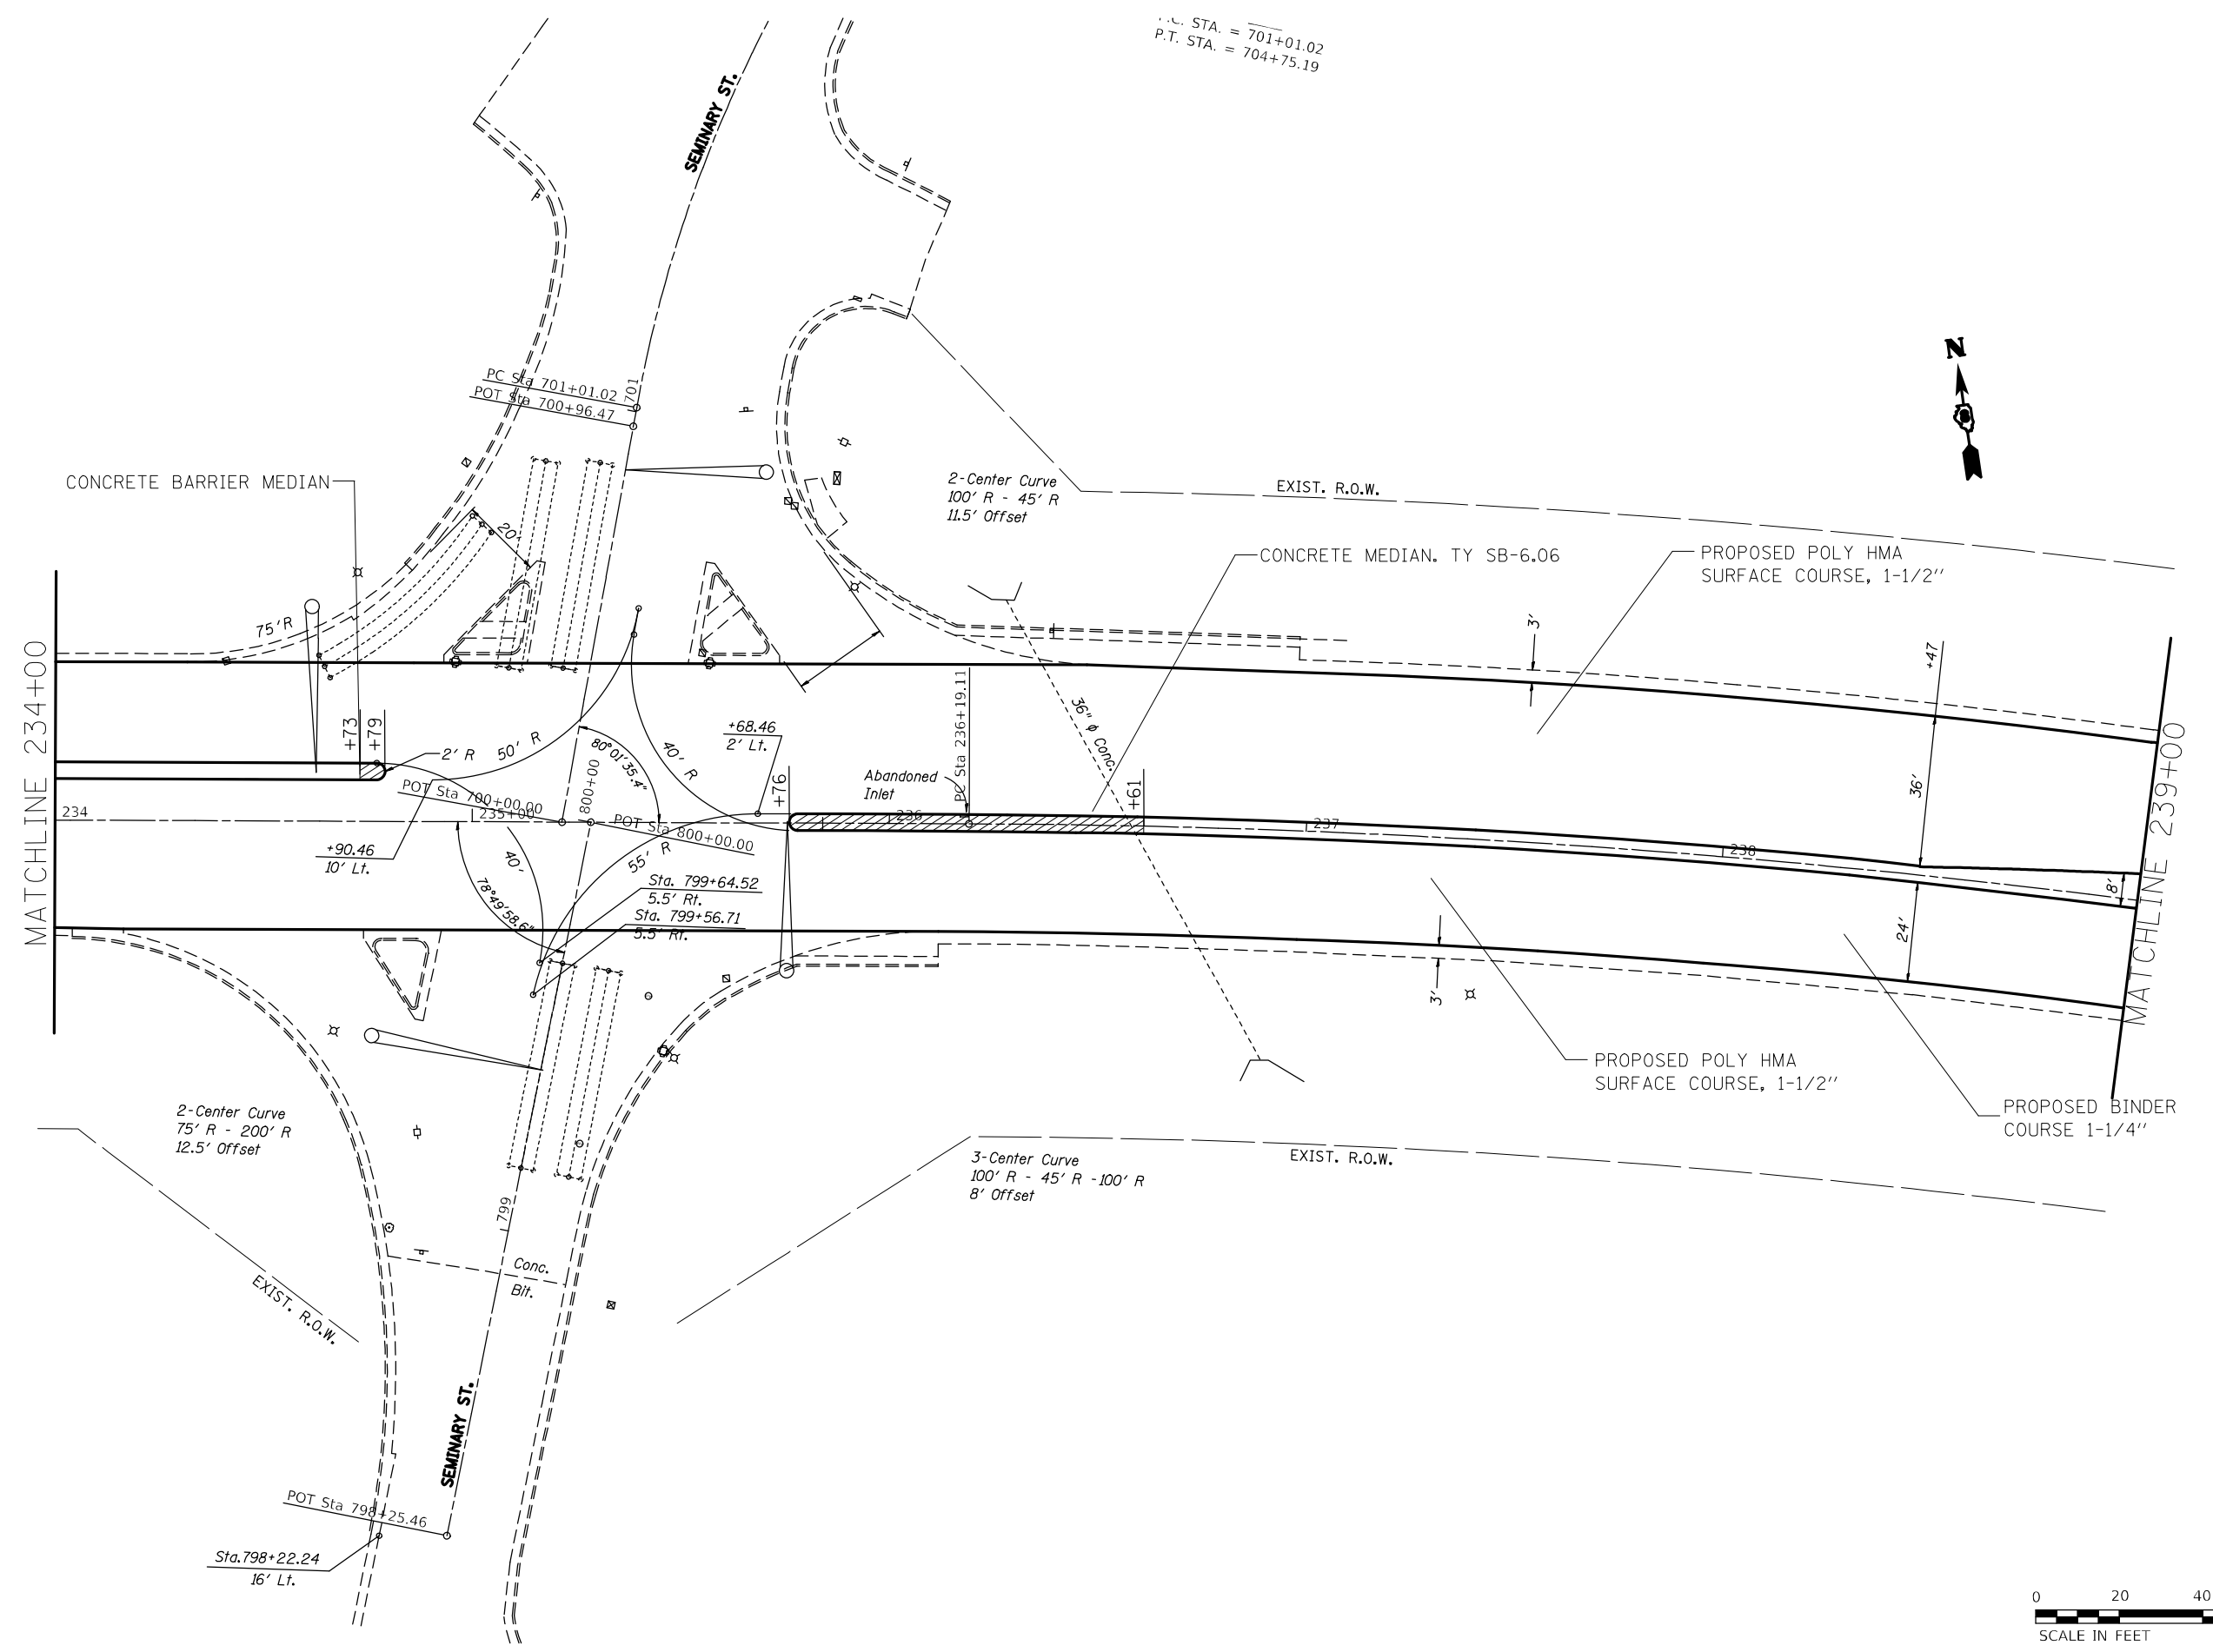 P.C. STA. = 701+01.02
P.T. STA. = 704+75.19
SEMINARY ST.
N
PC Sta 701+01.02
POT Sta 700+96.47
701
CONCRETE BARRIER MEDIAN
20'
2-Center Curve
100' R - 45' R
11.5' Offset
EXIST. R.O.W.
CONCRETE MEDIAN. TY SB-6.06
PROPOSED POLY HMA
SURFACE COURSE, 1-1/2"
75'R
3'
+47
MATCHLINE 234+00
+73
+79
2' R
50' R
80°01'35.4"
40' R
+68.46
2' Lt.
+76
Abandoned
Inlet
PC Sta 236+19.11
36" ϕ Conc.
+61
36'
MATCHLINE 239+00
234
POT Sta 700+00.00
235+00
800+00
POT Sta 800+00.00
236
237
238
+90.46
10' Lt.
40'
55' R
78°49'58.6"
Sta. 799+64.52
5.5' Rt.
Sta. 799+56.71
5.5' Rt.
8'
24'
3'
PROPOSED POLY HMA
SURFACE COURSE, 1-1/2"
PROPOSED BINDER
COURSE 1-1/4"
2-Center Curve
75' R - 200' R
12.5' Offset
3-Center Curve
100' R - 45' R -100' R
8' Offset
EXIST. R.O.W.
799
Conc.
Bit.
EXIST. R.O.W.
SEMINARY ST.
POT Sta 798+25.46
Sta.798+22.24
16' Lt.
0 20 40
SCALE IN FEET